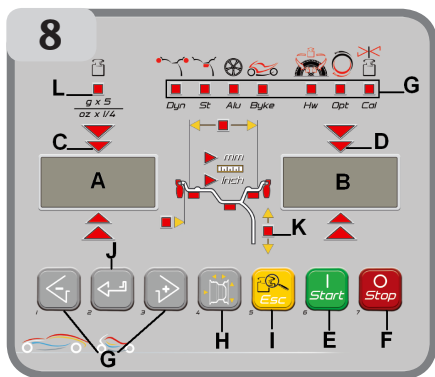 8
L
g x 5
oz x 1/4
Dyn St Alu Byke Hw Opt Cal
G
C
D
mm
Inch
A
B
K
J
- + Esc Start Stop
1 2 3 4 5 6 7
G
H
I
E
F